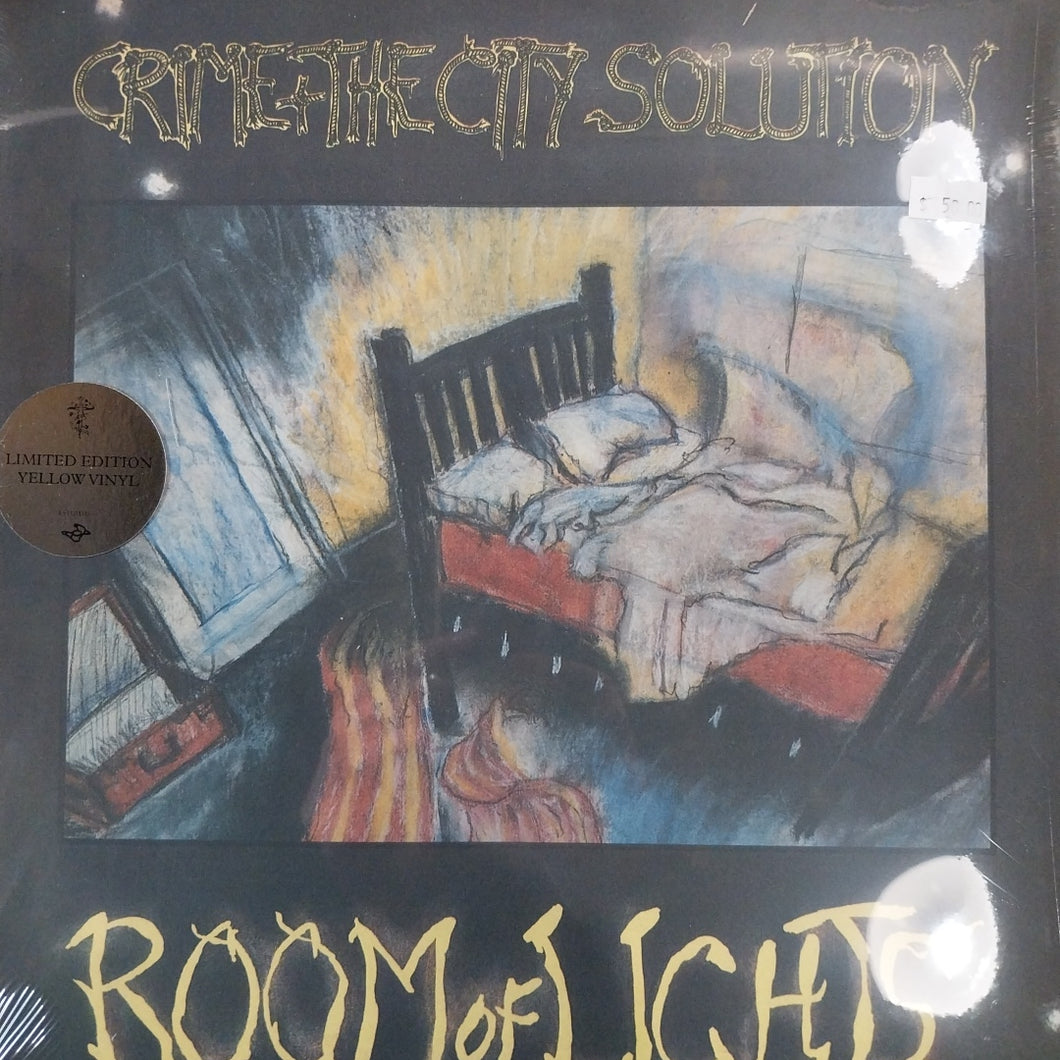 CRIME + THE CITY SOLUTION
LIMITED EDITION
YELLOW VINYL
ROOM OF LIGHTS